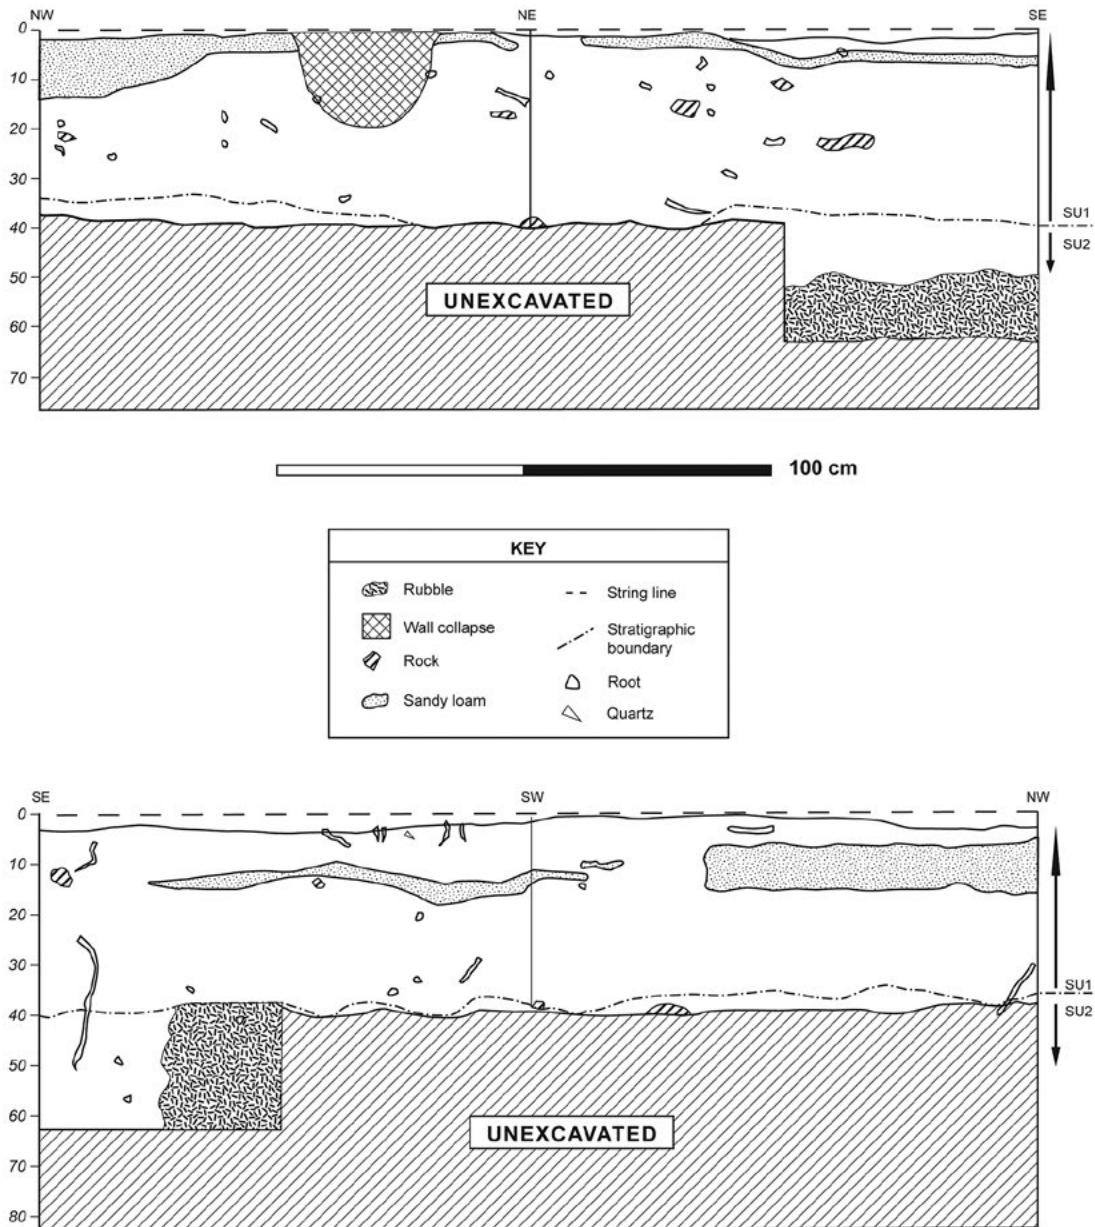 NW NE SE
0
10
20
30
SU1
40
SU2
50
UNEXCAVATED
60
70
100 cm
KEY
Rubble
String line
Wall collapse
Stratigraphic
boundary
Rock
Root
Sandy loam
Quartz
SE SW NW
0
10
20
30
SU1
40
SU2
50
60
UNEXCAVATED
70
80